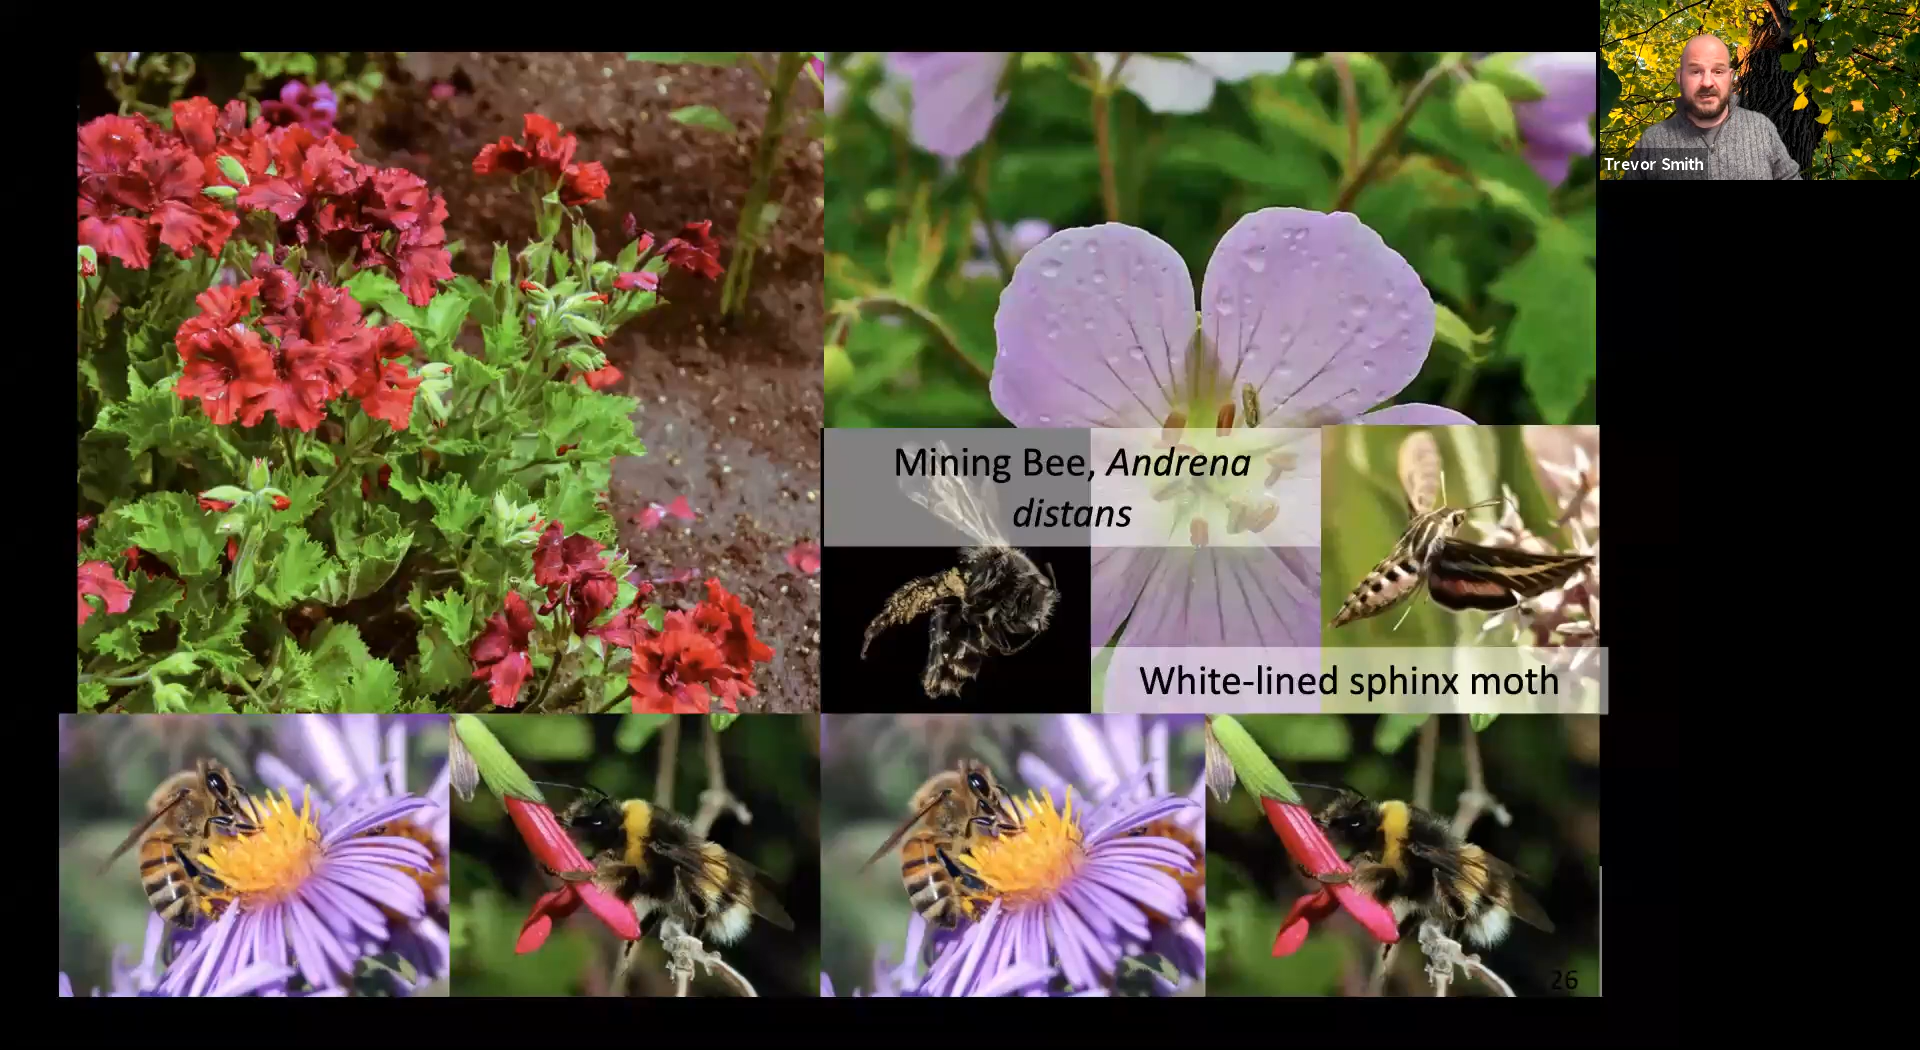 Trevor Smith
Mining Bee, Andrena
distans
White-lined sphinx moth
26